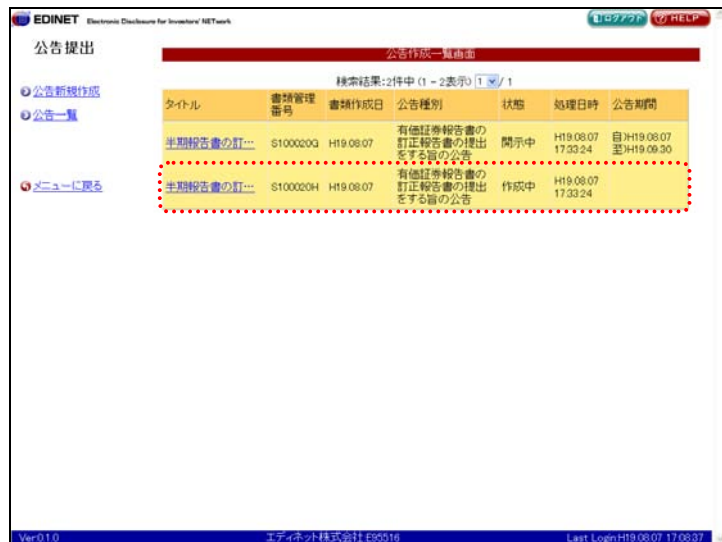 EDINET Electronic Disclosure for Investors' NETwork
ログアウト HELP
公告提出
公告作成一覧画面
公告新規作成
公告一覧
メニューに戻る
検索結果:2件中 (1 - 2表示) 1 / 1
タイトル 書類管理番号 書類作成日 公告種別 状態 処理日時 公告期間
半期報告書の訂… S100020G H19.08.07 有価証券報告書の訂正報告書の提出をする旨の公告 開示中 H19.08.07 17:33:24 自)H19.08.07 至)H19.09.30
半期報告書の訂… S100020H H19.08.07 有価証券報告書の訂正報告書の提出をする旨の公告 作成中 H19.08.07 17:33:24
Ver0.1.0 エディネット株式会社 E95516 Last Login:H19.08.07 17:08:37